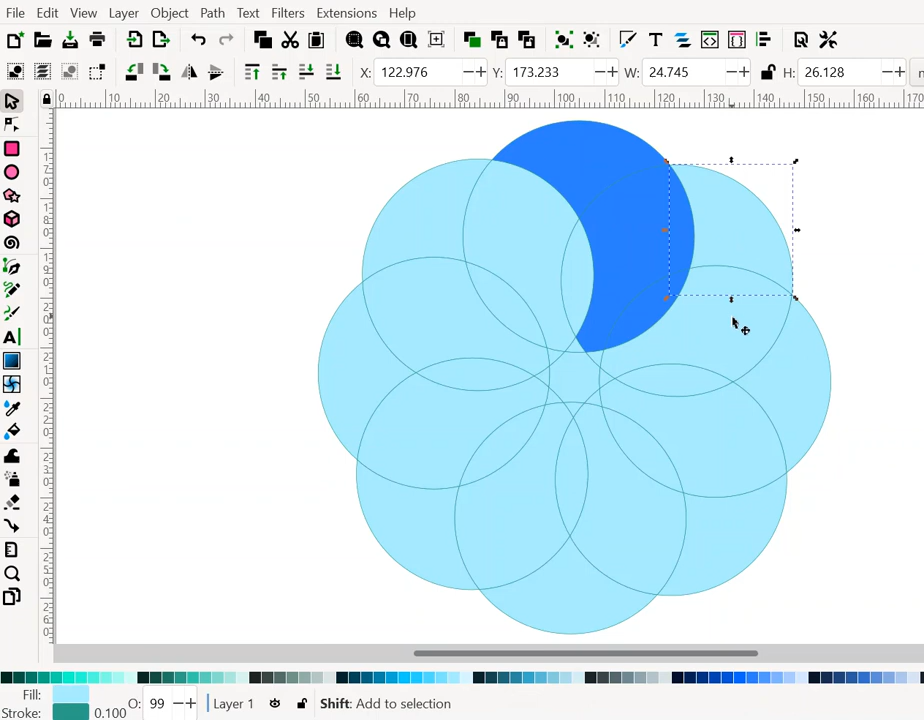 File Edit View Layer Object Path Text Filters Extensions Help
X: 122.976 Y: 173.233 W: 24.745 H: 26.128
0 10 20 30 40 50 60 70 80 90 100 110 120 130 140 150 160 170
Fill:
Stroke: 0.100 O: 99 Layer 1 Shift: Add to selection